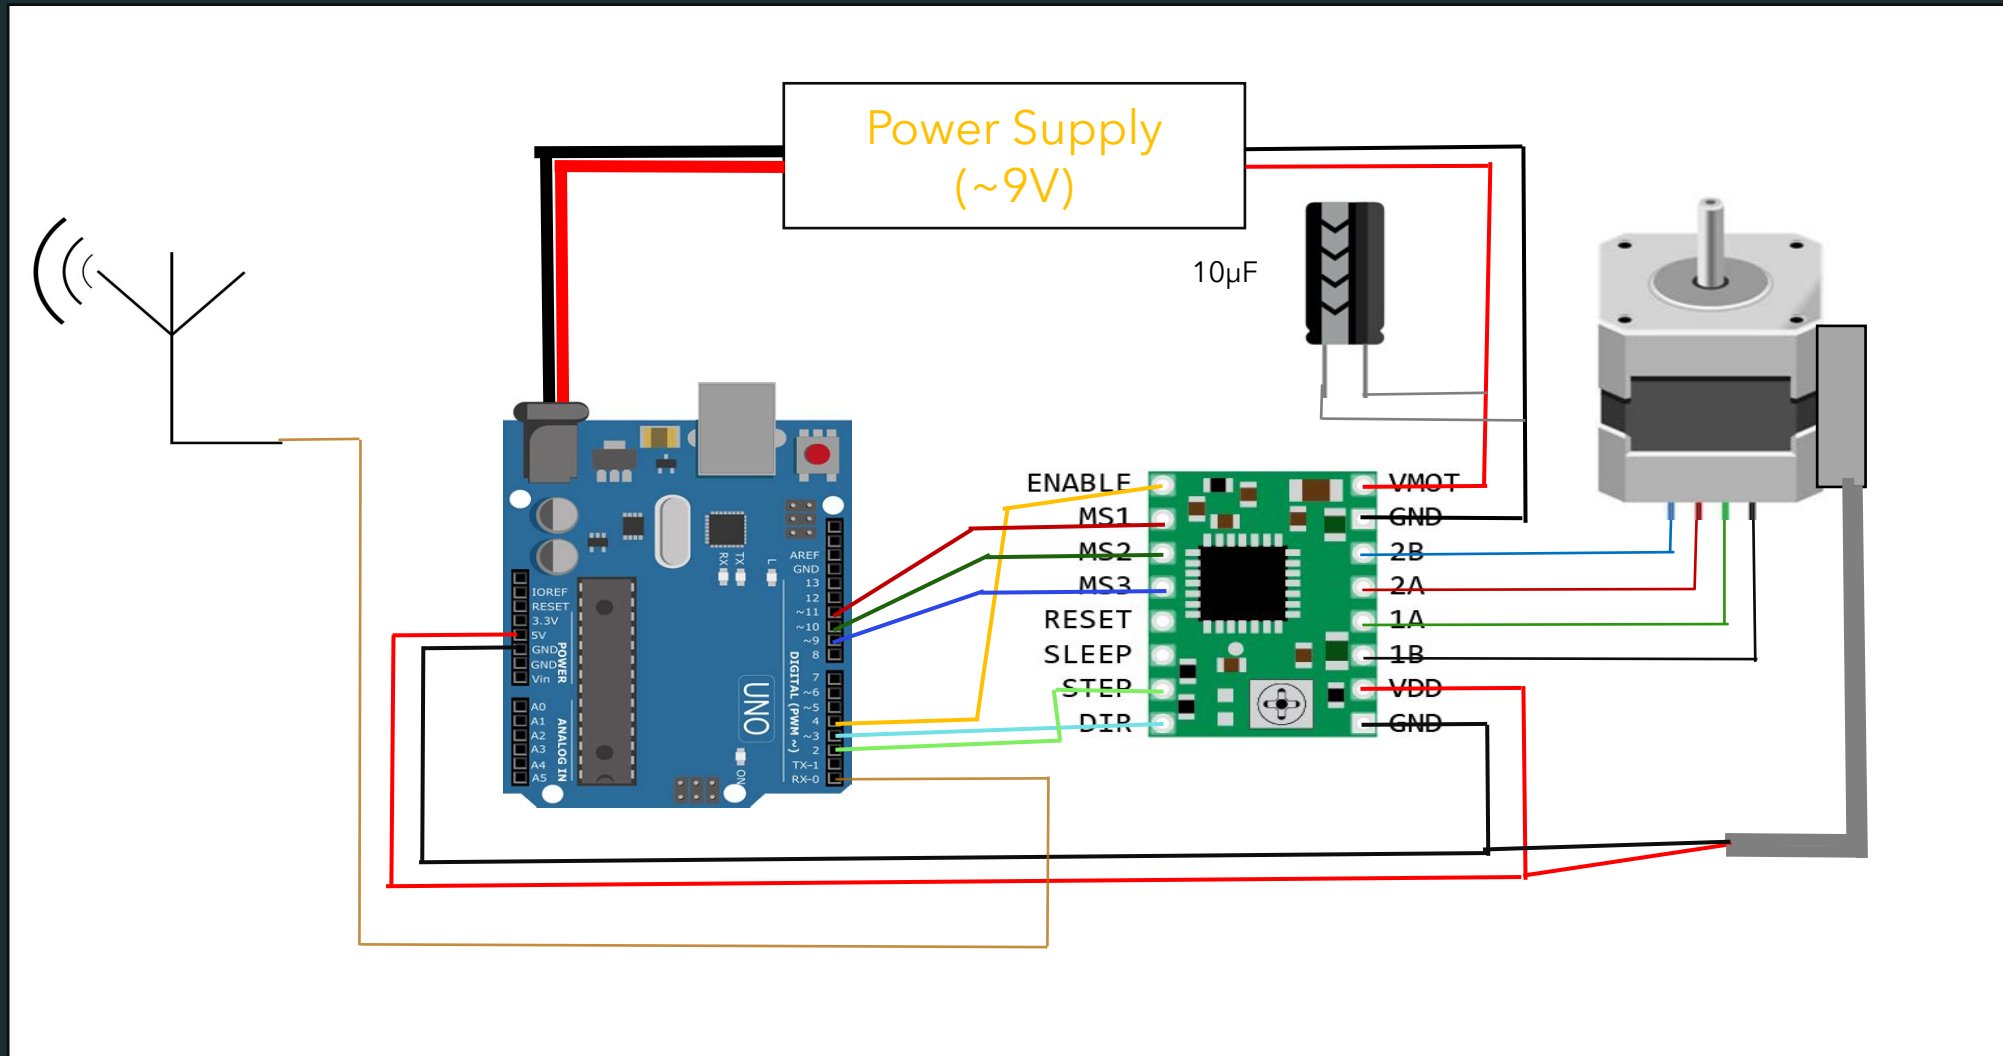 Power Supply
(~9V)
10µF
ENABLE
MS1
MS2
MS3
RESET
SLEEP
STEP
DIR
VMOT
GND
2B
2A
1A
1B
VDD
GND
RX
TX
L
AREF
GND
13
12
~11
~10
~9
8
7
~6
~5
4
~3
2
TX→1
RX←0
DIGITAL (PWM ~)
IOREF
RESET
3.3V
5V
GND
GND
Vin
POWER
A0
A1
A2
A3
A4
A5
ANALOG IN
UNO
ON